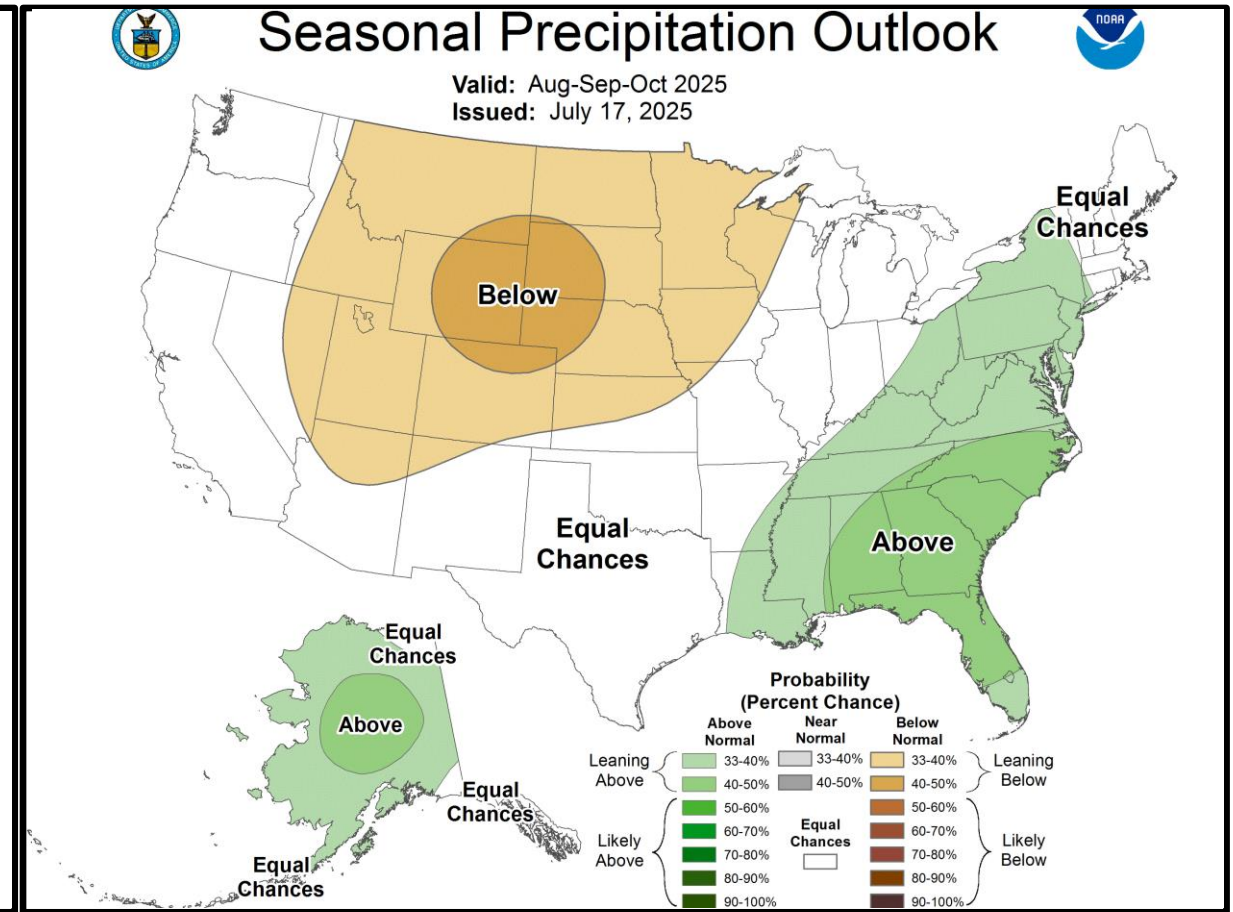 Seasonal Precipitation Outlook
NOAA
Valid: Aug-Sep-Oct 2025
Issued: July 17, 2025
Equal
Chances
Below
Equal
Chances
Above
Equal
Chances
Above
Equal
Chances
Equal
Chances
Probability
(Percent Chance)
Above
Normal
Near
Normal
Below
Normal
Leaning
Above
33-40%
40-50%
Likely
Above
50-60%
60-70%
70-80%
80-90%
90-100%
33-40%
40-50%
Equal
Chances
33-40%
40-50%
Leaning
Below
50-60%
60-70%
70-80%
80-90%
90-100%
Likely
Below